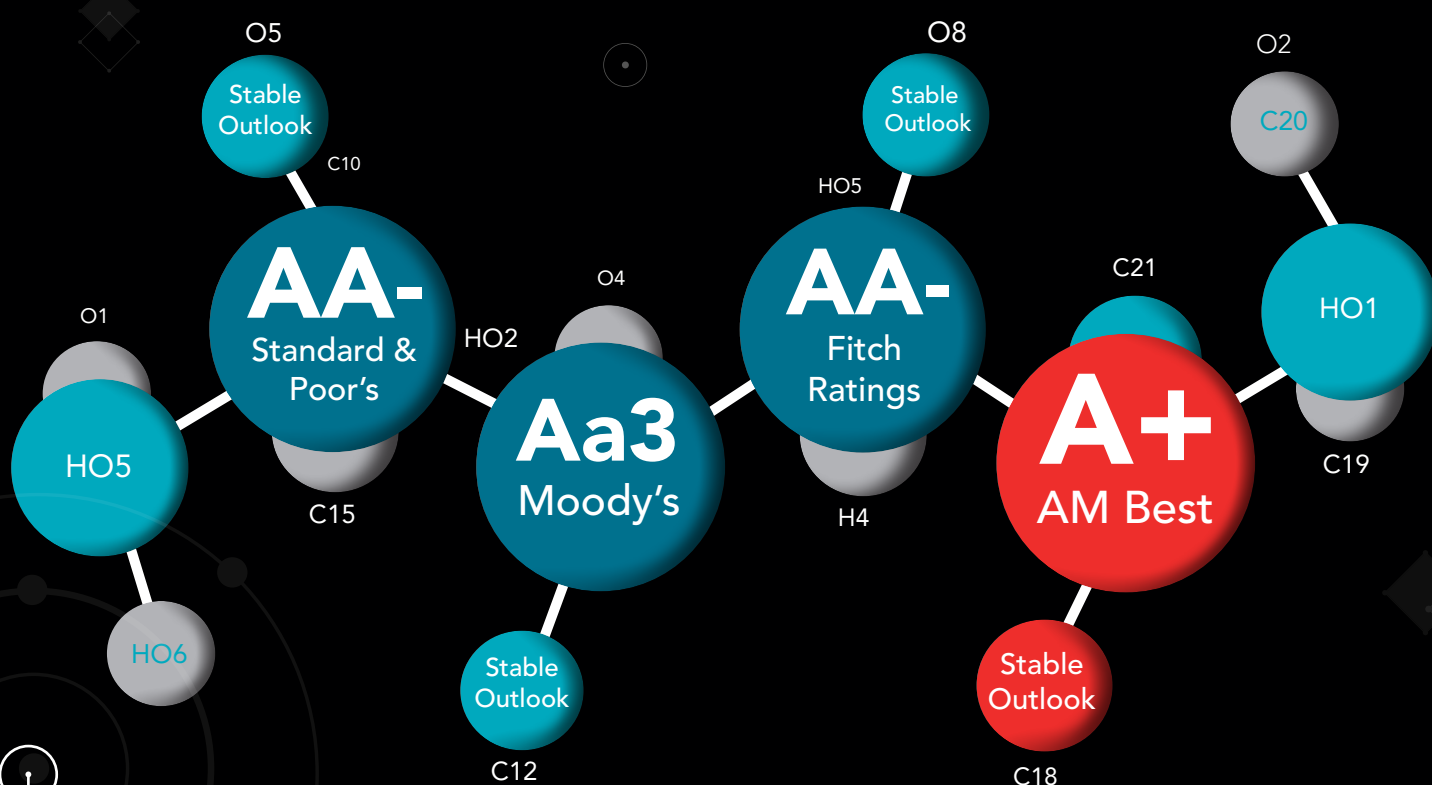 O5
Stable
Outlook
C10
AA-
Standard &
Poor's
O1
HO5
HO6
C15
HO2
O4
Aa3
Moody's
Stable
Outlook
C12
O8
Stable
Outlook
HO5
AA-
Fitch
Ratings
H4
C21
A+
AM Best
Stable
Outlook
C18
O2
C20
HO1
C19